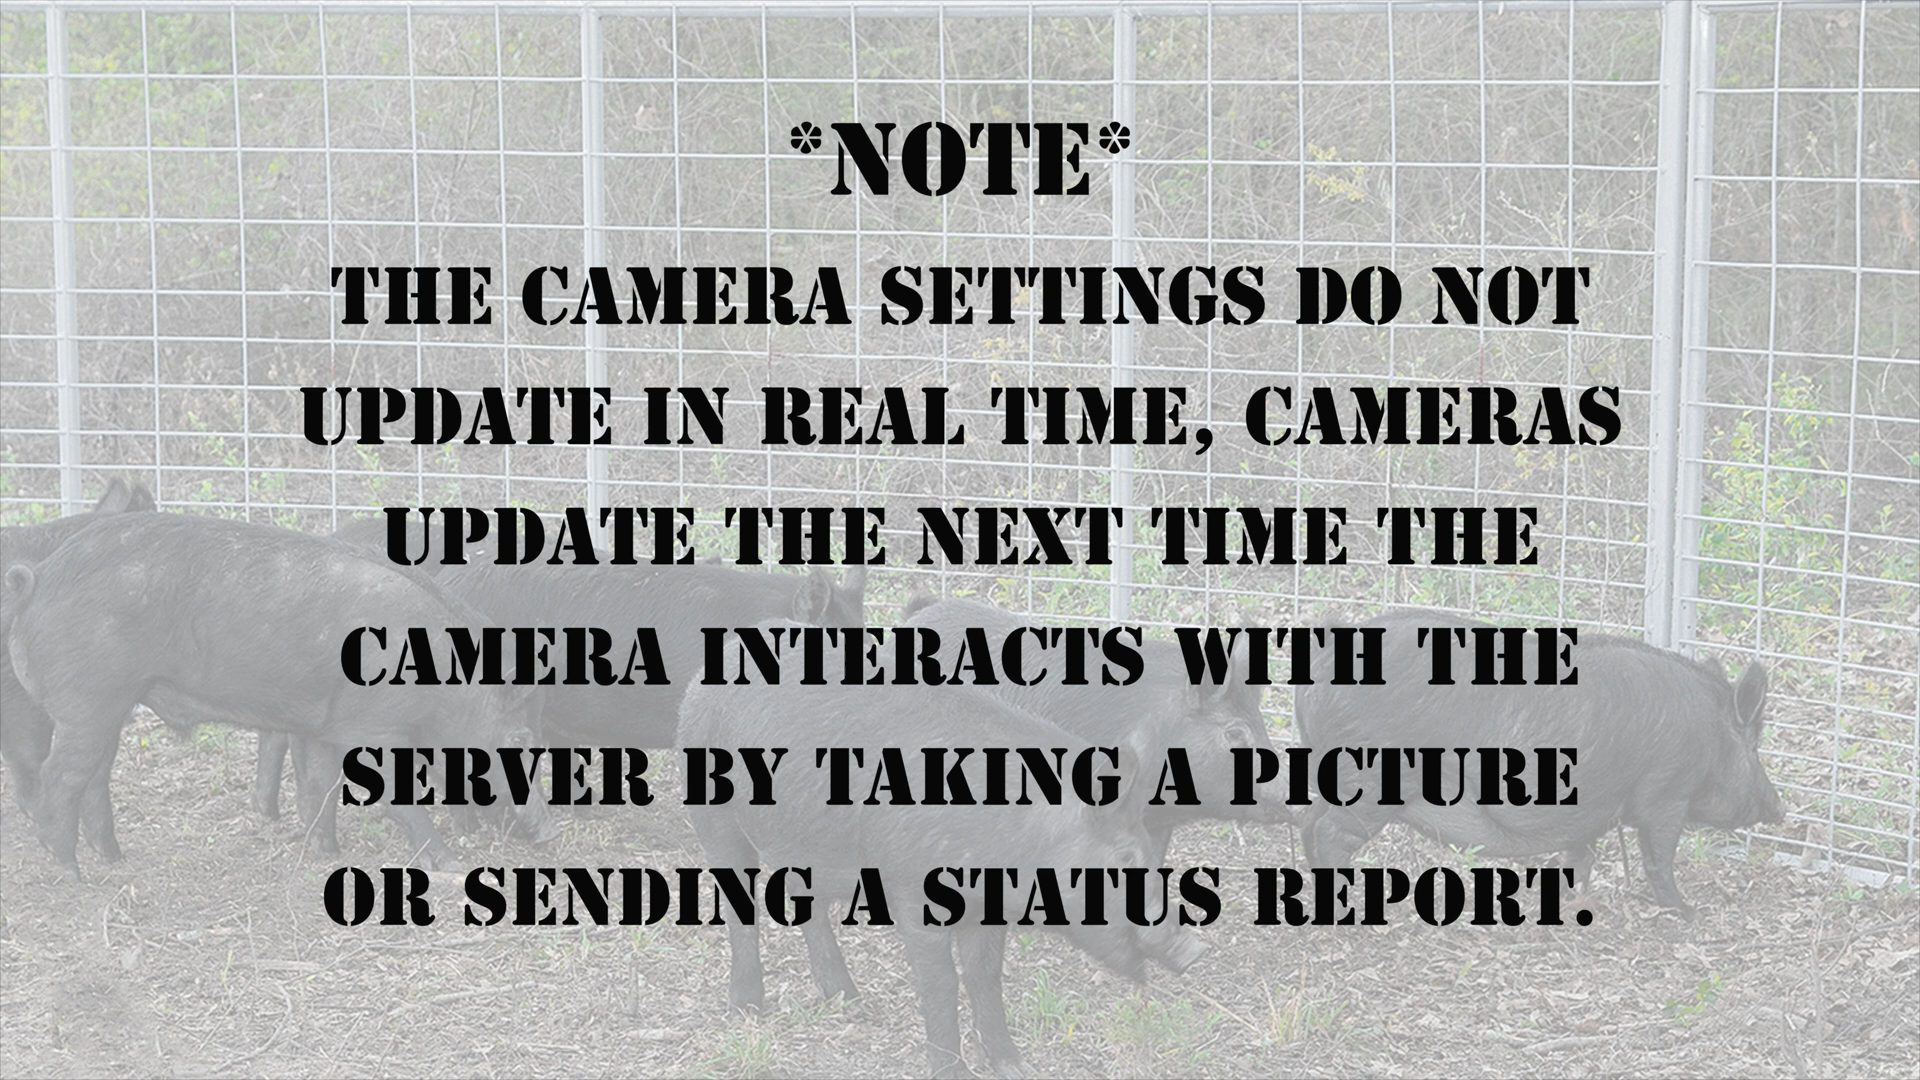 *NOTE*
THE CAMERA SETTINGS DO NOT
UPDATE IN REAL TIME, CAMERAS
UPDATE THE NEXT TIME THE
CAMERA INTERACTS WITH THE
SERVER BY TAKING A PICTURE
OR SENDING A STATUS REPORT.